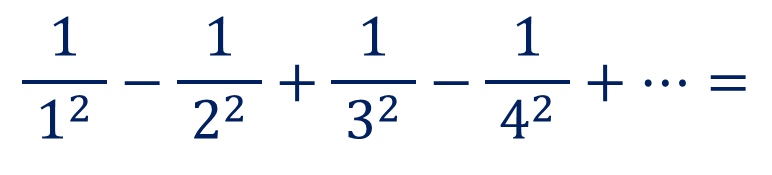 1/1² − 1/2² + 1/3² − 1/4² + ⋯ =